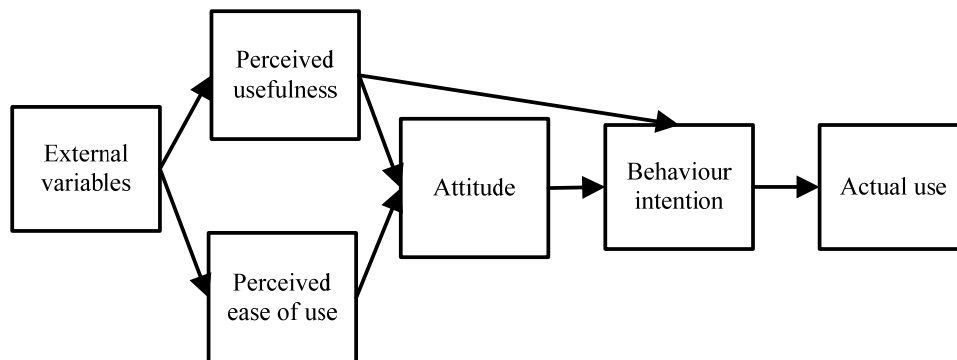 Perceived
usefulness
External
variables
Attitude
Behaviour
intention
Actual use
Perceived
ease of use